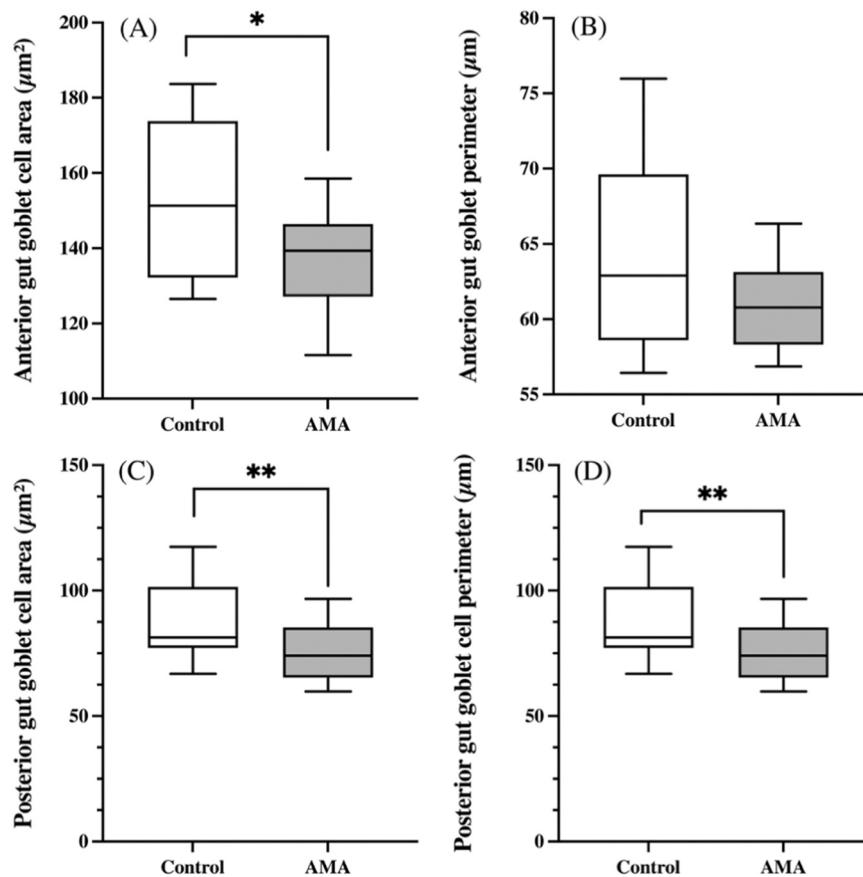 (A)
*
Anterior gut goblet cell area (µm²)
200
180
160
140
120
100
Control
AMA
(B)
Anterior gut goblet perimeter (µm)
80
75
70
65
60
55
Control
AMA
(C)
**
Posterior gut goblet cell area (µm²)
150
100
50
0
Control
AMA
(D)
**
Posterior gut goblet cell perimeter (µm)
150
100
50
0
Control
AMA